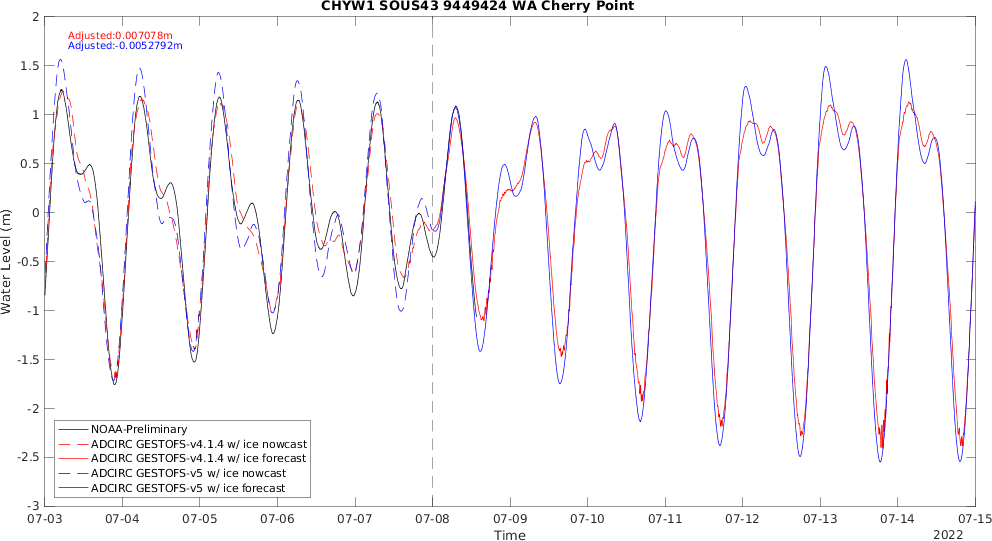 CHYW1 SOUS43 9449424 WA Cherry Point
Adjusted:0.007078m
Adjusted:-0.0052792m
2
1.5
1
0.5
0
-0.5
-1
-1.5
-2
-2.5
-3
Water Level (m)
NOAA-Preliminary
ADCIRC GESTOFS-v4.1.4 w/ ice nowcast
ADCIRC GESTOFS-v4.1.4 w/ ice forecast
ADCIRC GESTOFS-v5 w/ ice nowcast
ADCIRC GESTOFS-v5 w/ ice forecast
07-03 07-04 07-05 07-06 07-07 07-08 07-09 07-10 07-11 07-12 07-13 07-14 07-15
Time
2022